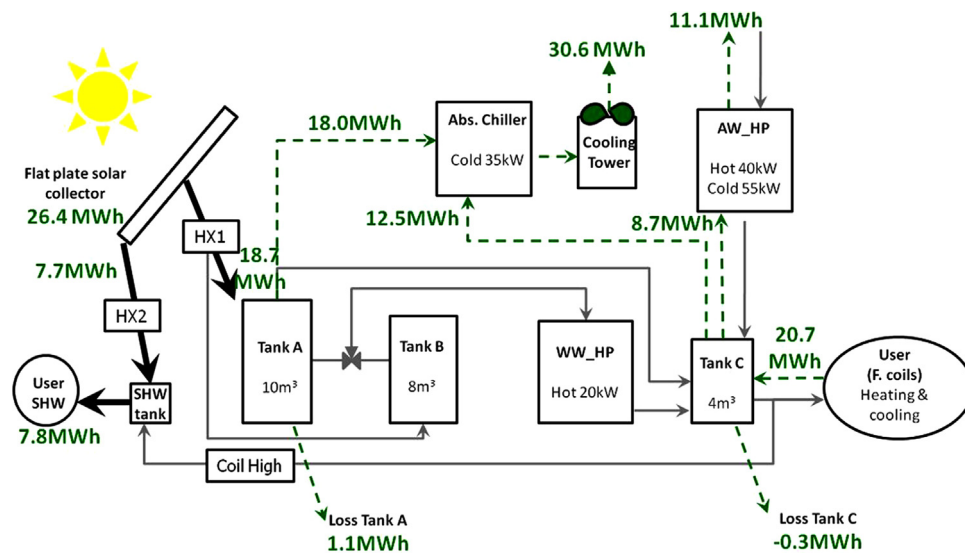 11.1MWh
30.6 MWh
18.0MWh
Abs. Chiller
Cold 35kW
Cooling
Tower
AW_HP
Hot 40kW
Cold 55kW
Flat plate solar
collector
26.4 MWh
HX1
12.5MWh
8.7MWh
7.7MWh
18.7
MWh
HX2
Tank A
10m³
Tank B
8m³
WW_HP
Hot 20kW
Tank C
4m³
20.7
MWh
User
(F. coils)
Heating &
cooling
User
SHW
SHW
tank
7.8MWh
Coil High
Loss Tank A
1.1MWh
Loss Tank C
-0.3MWh